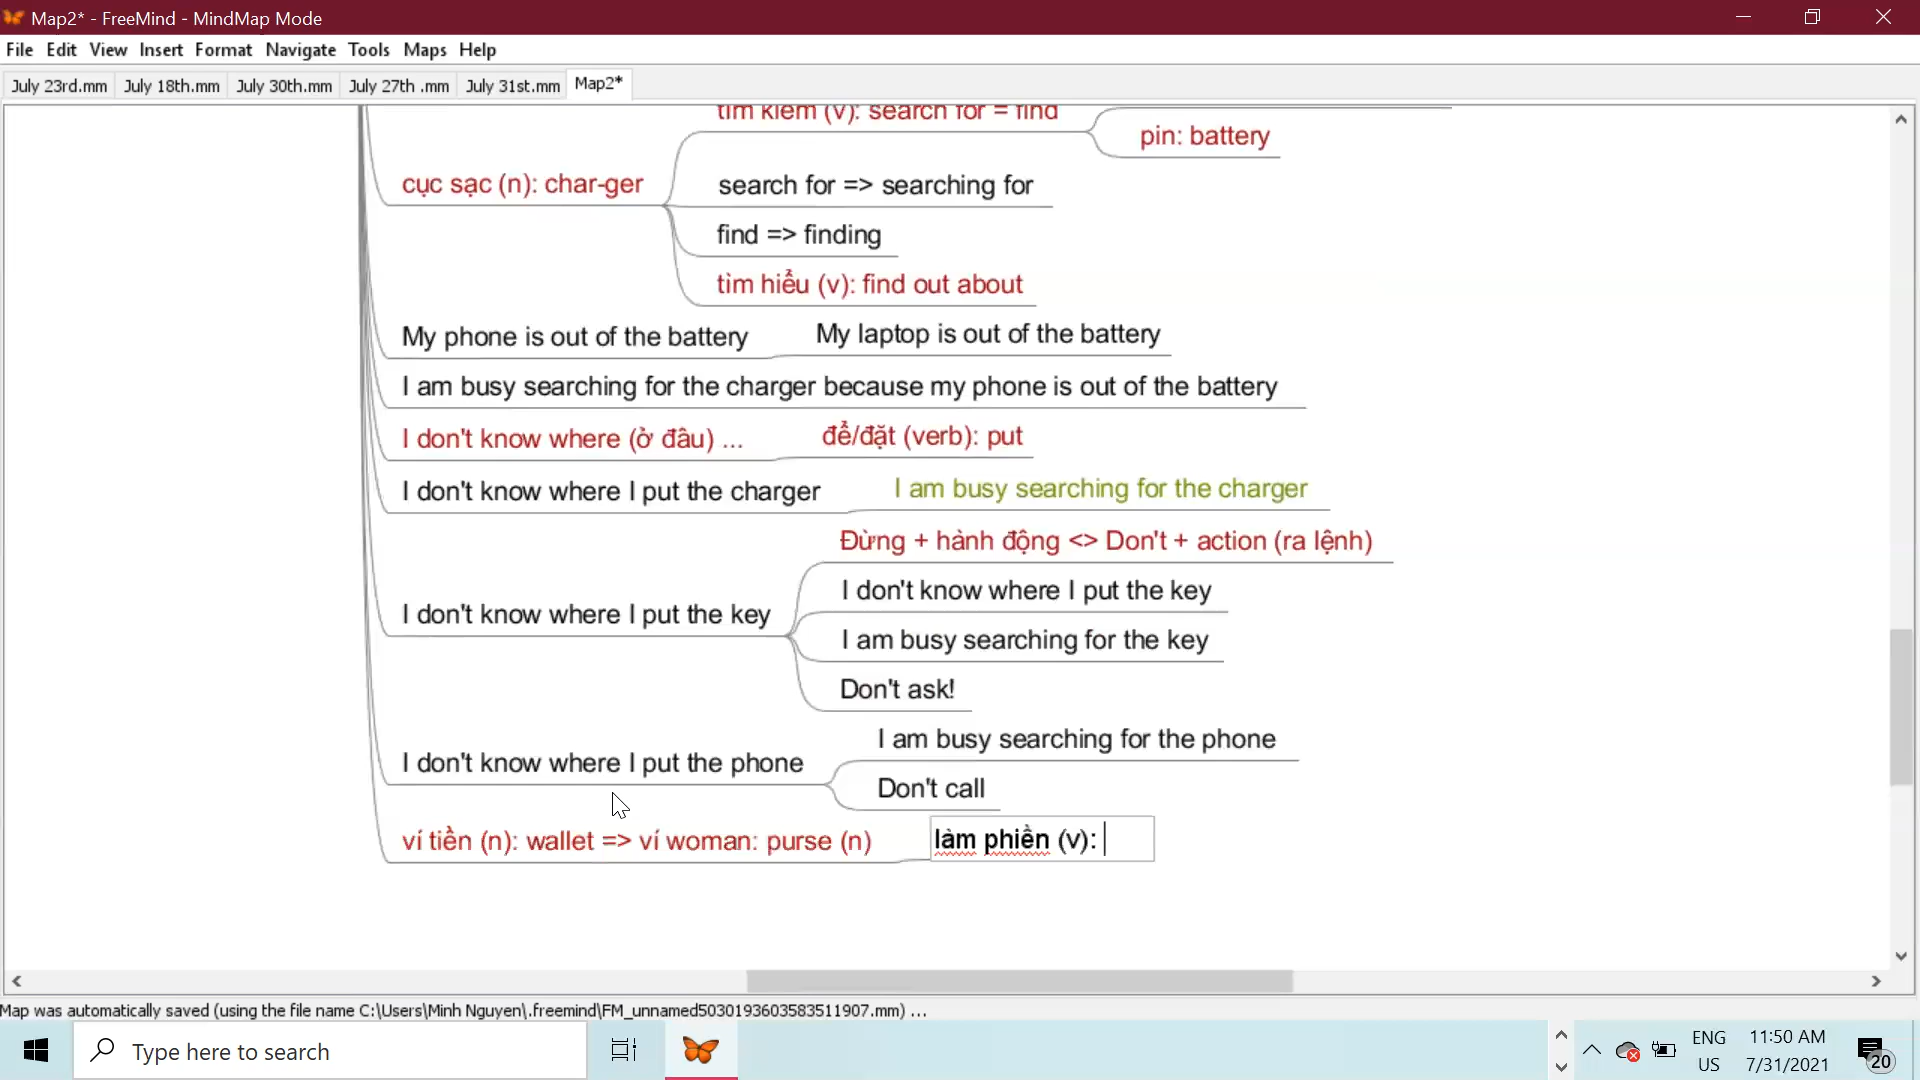 Map2* - FreeMind - MindMap Mode
File Edit View Insert Format Navigate Tools Maps Help
July 23rd.mm July 18th.mm July 30th.mm July 27th .mm July 31st.mm Map2*
tìm kiếm (v): search for = find
pin: battery
cục sạc (n): char-ger
search for => searching for
find => finding
tìm hiểu (v): find out about
My phone is out of the battery
My laptop is out of the battery
I am busy searching for the charger because my phone is out of the battery
I don't know where (ở đâu) ...
để/đặt (verb): put
I don't know where I put the charger
I am busy searching for the charger
Đừng + hành động <> Don't + action (ra lệnh)
I don't know where I put the key
I don't know where I put the key
I am busy searching for the key
Don't ask!
I don't know where I put the phone
I am busy searching for the phone
Don't call
ví tiền (n): wallet => ví woman: purse (n)
làm phiền (v):
Map was automatically saved (using the file name C:\Users\Minh Nguyen\.freemind\FM_unnamed5030193603583511907.mm) ...
Type here to search
ENG
US
11:50 AM
7/31/2021
20